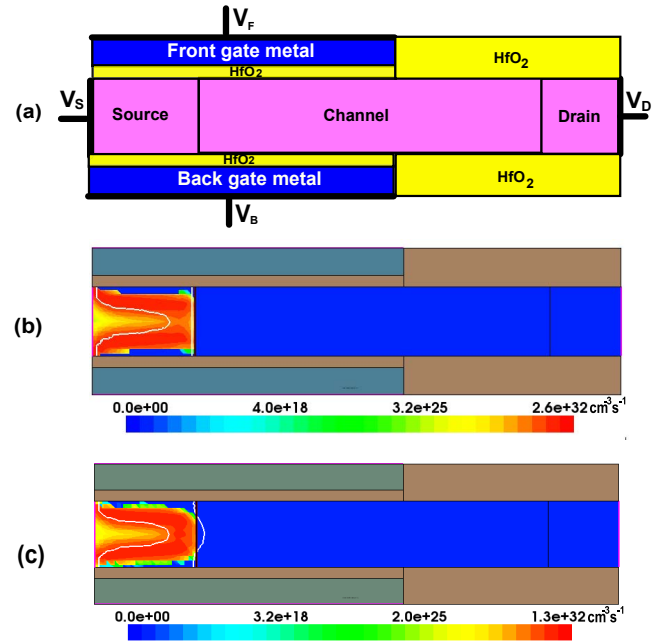 V_F
Front gate metal
HfO₂
HfO₂
(a)
V_S
V_D
Source
Channel
Drain
HfO₂
Back gate metal
HfO₂
V_B
(b)
0.0e+00 4.0e+18 3.2e+25 2.6e+32 cm⁻³s⁻¹
(c)
0.0e+00 3.2e+18 2.0e+25 1.3e+32 cm⁻³s⁻¹